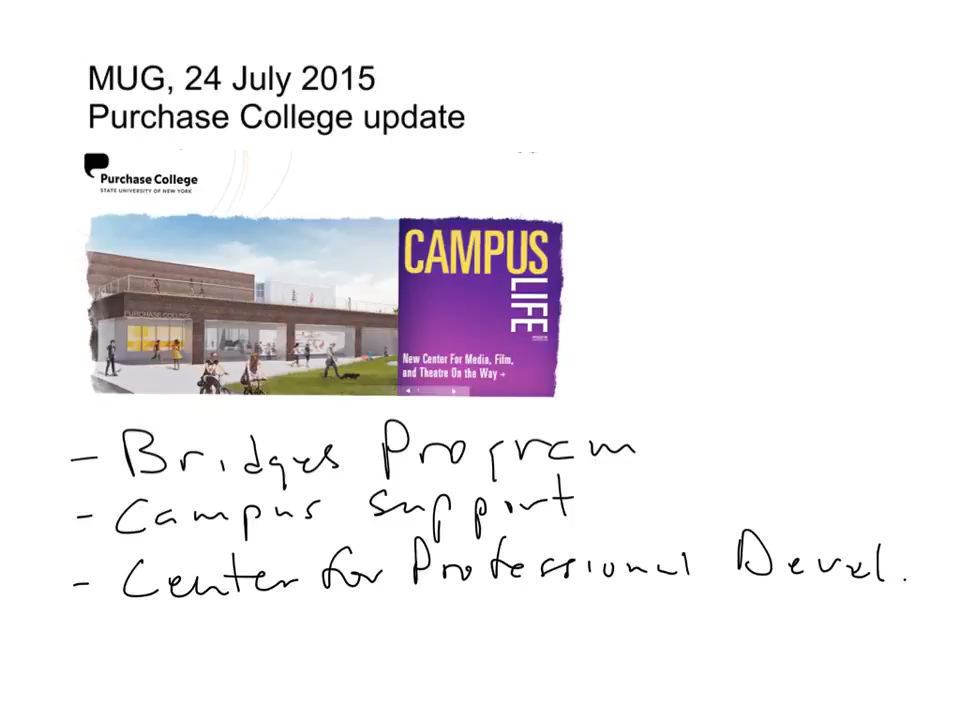 MUG, 24 July 2015
Purchase College update
Purchase College
STATE UNIVERSITY OF NEW YORK
PURCHASE COLLEGE
CAMPUS
LIFE
New Center For Media, Film,
and Theatre On the Way →
- Bridges Program
- Campus support
- Center for Professional Devel.